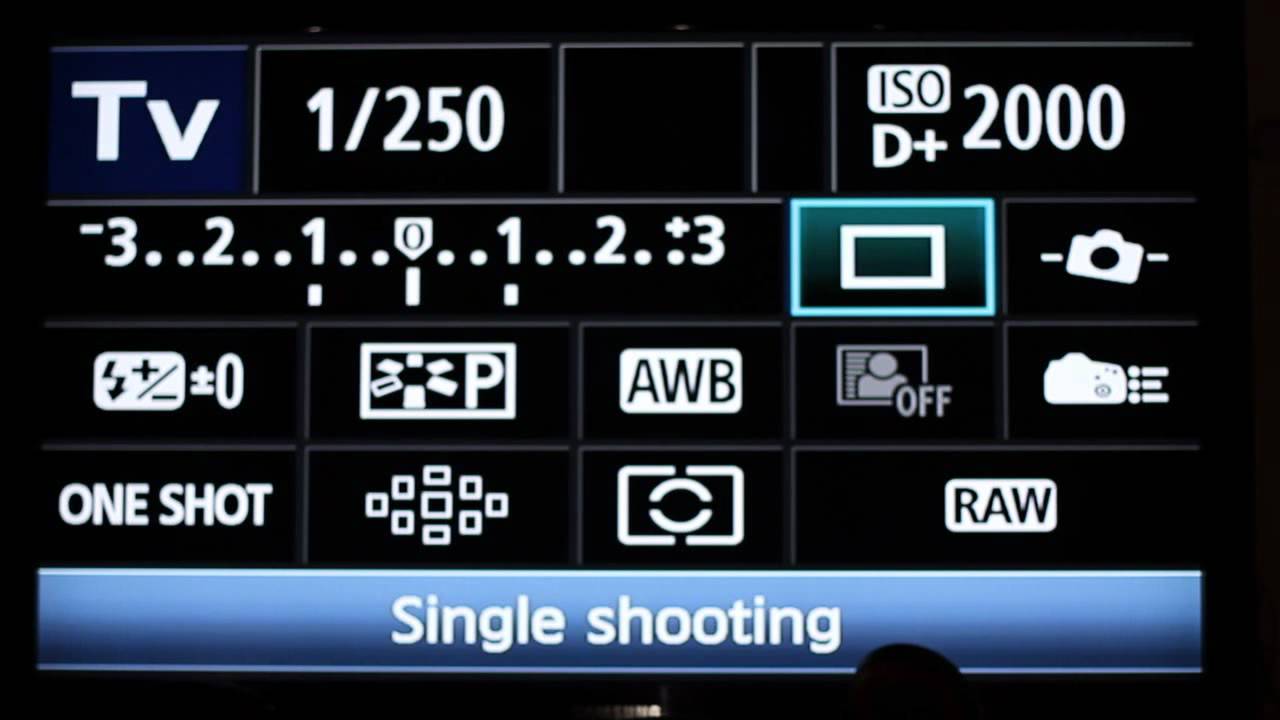 Tv 1/250 ISO D+ 2000
-3..2..1..0..1..2.:+3
±0 P AWB OFF
ONE SHOT RAW
Single shooting